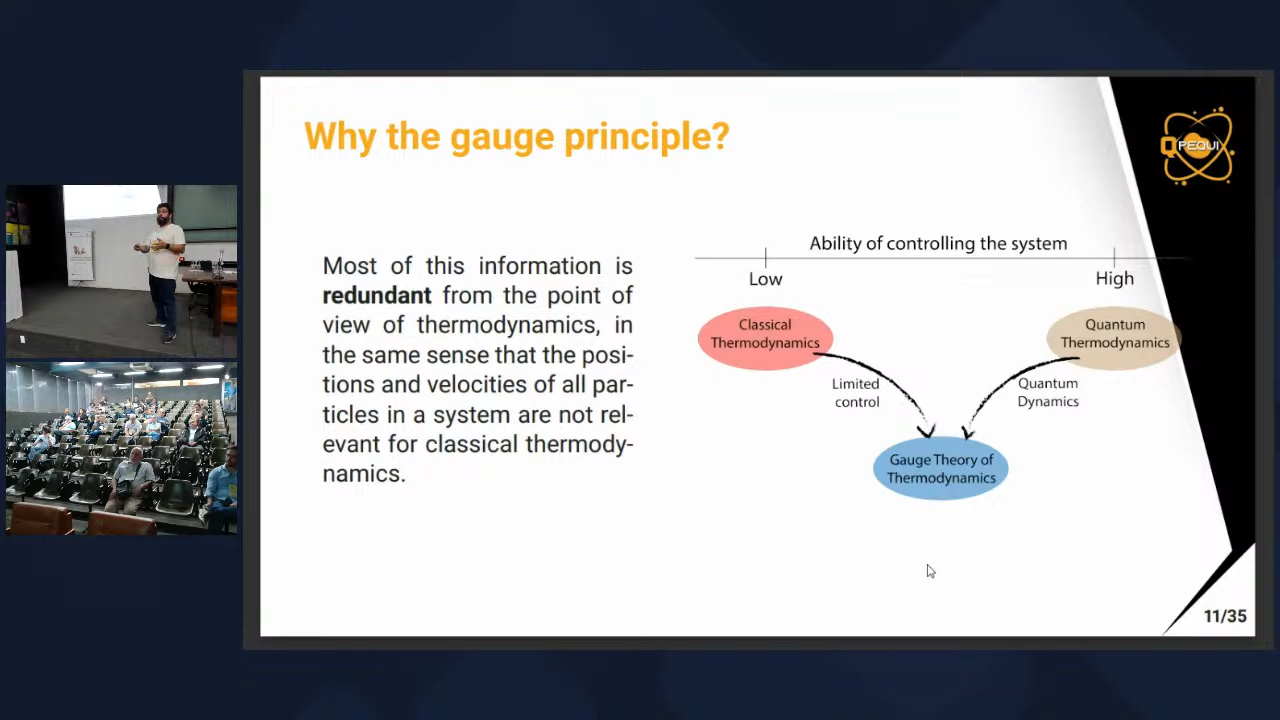 Why the gauge principle?
QPEQUI
Most of this information is
redundant from the point of
view of thermodynamics, in
the same sense that the posi-
tions and velocities of all par-
ticles in a system are not rel-
evant for classical thermody-
namics.
Ability of controlling the system
Low
High
Classical
Thermodynamics
Quantum
Thermodynamics
Limited
control
Quantum
Dynamics
Gauge Theory of
Thermodynamics
11/35